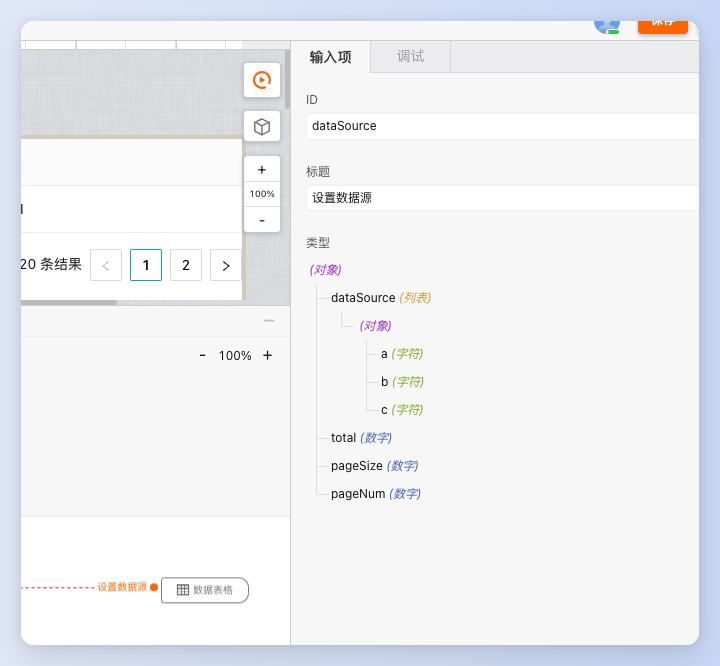 保存
输入项
调试
ID
dataSource
标题
设置数据源
类型
(对象)
dataSource (列表)
(对象)
a (字符)
b (字符)
c (字符)
total (数字)
pageSize (数字)
pageNum (数字)
+
100%
-
20 条结果 < 1 2 >
- 100% +
设置数据源
数据表格